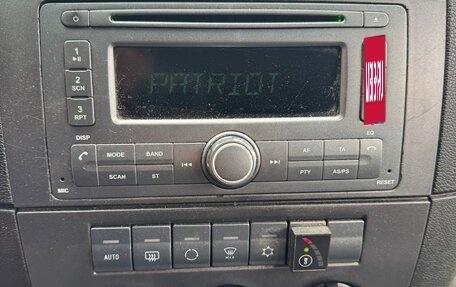 PATRIOT
1
2
SCN
3
RPT
DISP
EQ
MODE BAND AF TA
SCAN ST PTY AS/PS
MIC
RESET
AUTO
MAX